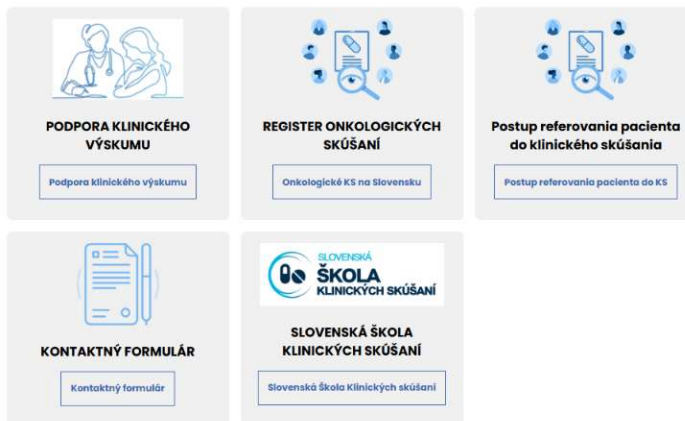 PODPORA KLINICKÉHO
VÝSKUMU
Podpora klinického výskumu
REGISTER ONKOLOGICKÝCH
SKÚŠANÍ
Onkologické KS na Slovensku
Postup referovania pacienta
do klinického skúšania
Postup referovania pacienta do KS
KONTAKTNÝ FORMULÁR
Kontaktný formulár
SLOVENSKÁ
ŠKOLA
KLINICKÝCH SKÚŠANÍ
SLOVENSKÁ ŠKOLA
KLINICKÝCH SKÚŠANÍ
Slovenská Škola Klinických skúšaní